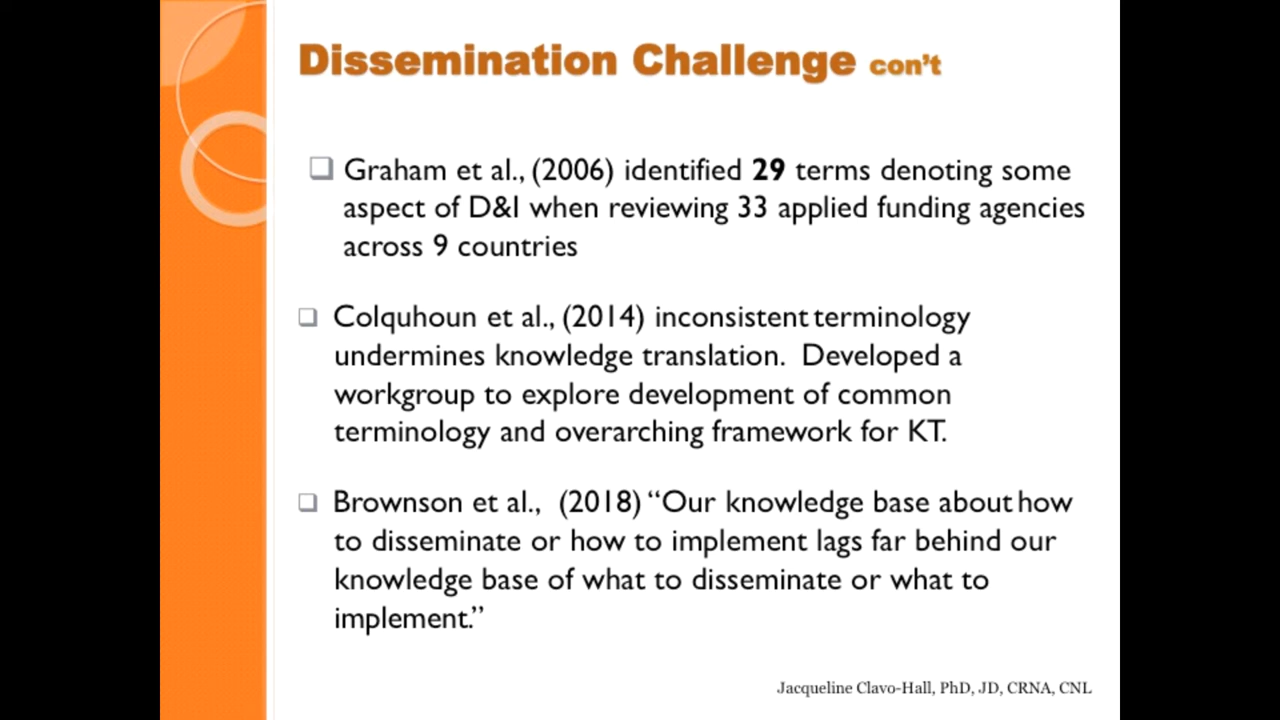 Dissemination Challenge con't
Graham et al., (2006) identified 29 terms denoting some
aspect of D&I when reviewing 33 applied funding agencies
across 9 countries
Colquhoun et al., (2014) inconsistent terminology
undermines knowledge translation. Developed a
workgroup to explore development of common
terminology and overarching framework for KT.
Brownson et al., (2018) “Our knowledge base about how
to disseminate or how to implement lags far behind our
knowledge base of what to disseminate or what to
implement.”
Jacqueline Clavo-Hall, PhD, JD, CRNA, CNL